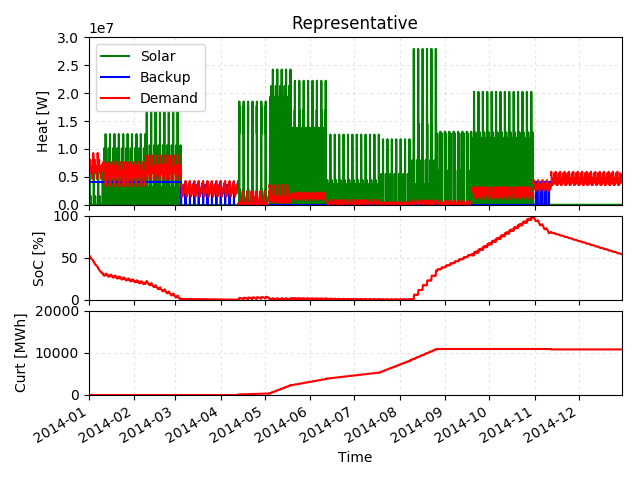 Representative
1e7
3.0
2.5
2.0
1.5
1.0
0.5
0.0
Heat [W]
Solar
Backup
Demand
100
50
0
SoC [%]
20000
10000
0
Curt [MWh]
2014-01
2014-02
2014-03
2014-04
2014-05
2014-06
2014-07
2014-08
2014-09
2014-10
2014-11
2014-12
Time